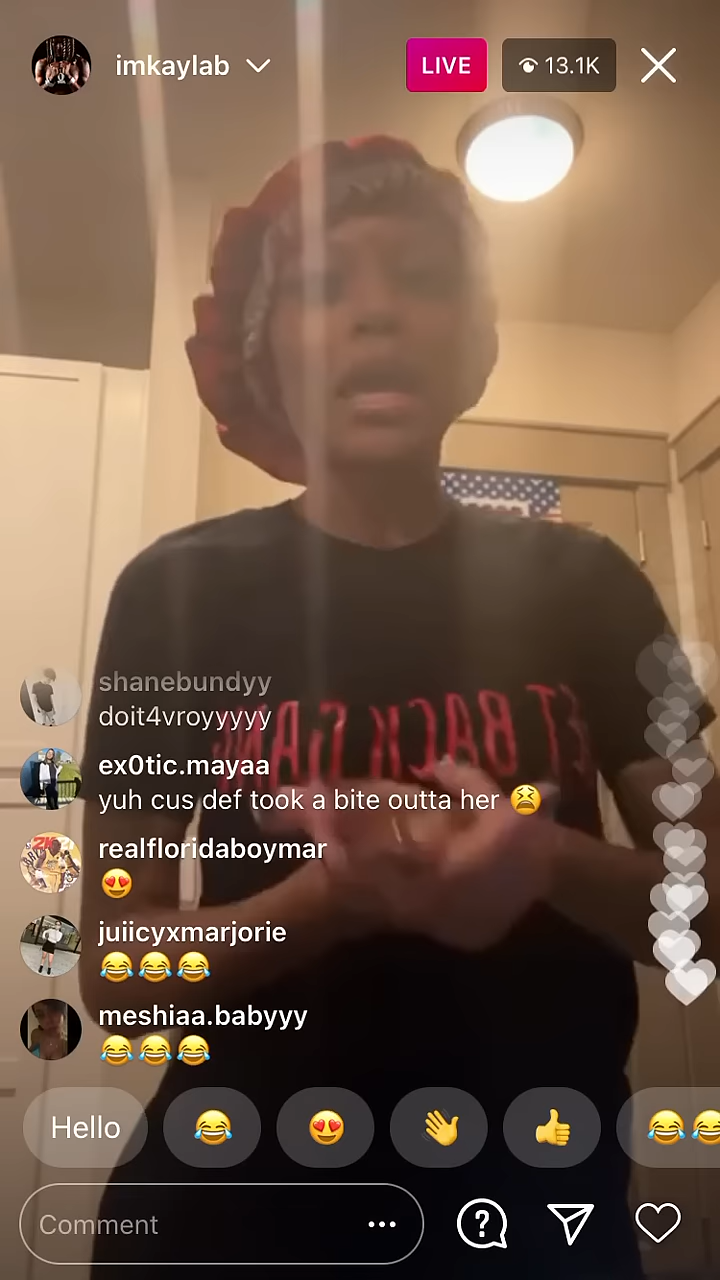 imkaylab
LIVE
13.1K
shanebundyy
doit4vroyyyyy
ex0tic.mayaa
yuh cus def took a bite outta her 😫
realfloridaboymar
😍
juiicyxmarjorie
😂😂😂
meshiaa.babyyy
😂😂😂
Hello 😂 😍 👋 👍 😂😂
Comment